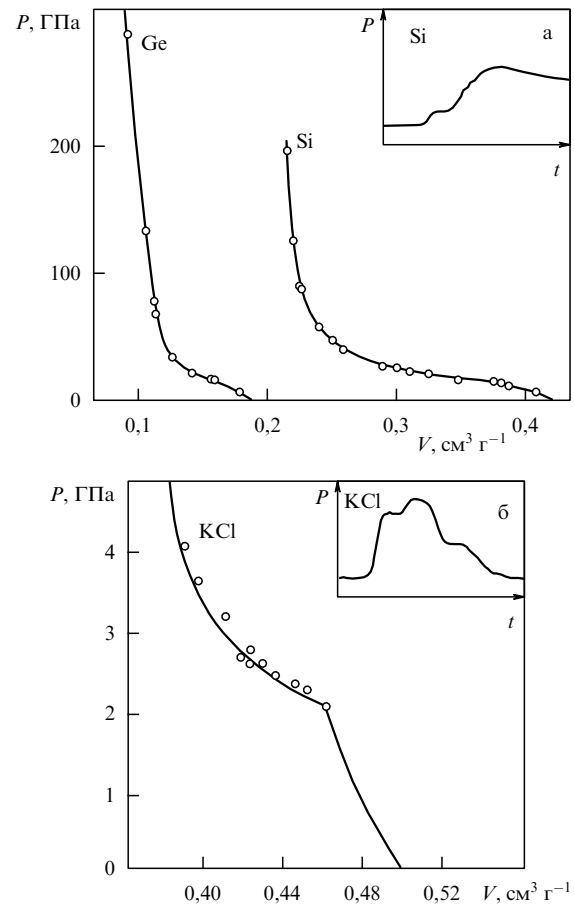 P, ГПа
Ge
Si
P
Si
а
t
200
100
0
0,1
0,2
0,3
0,4
V, см³ г⁻¹
P, ГПа
KCl
P
KCl
б
t
4
3
2
1
0
0,40
0,44
0,48
0,52
V, см³ г⁻¹